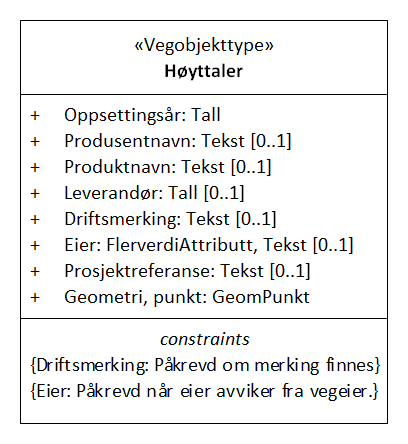 «Vegobjekttype»
Høyttaler
+ Oppsettingsår: Tall
+ Produsentnavn: Tekst [0..1]
+ Produktnavn: Tekst [0..1]
+ Leverandør: Tall [0..1]
+ Driftsmerking: Tekst [0..1]
+ Eier: FlerverdiAttributt, Tekst [0..1]
+ Prosjektreferanse: Tekst [0..1]
+ Geometri, punkt: GeomPunkt
constraints
{Driftsmerking: Påkrevd om merking finnes}
{Eier: Påkrevd når eier avviker fra vegeier.}